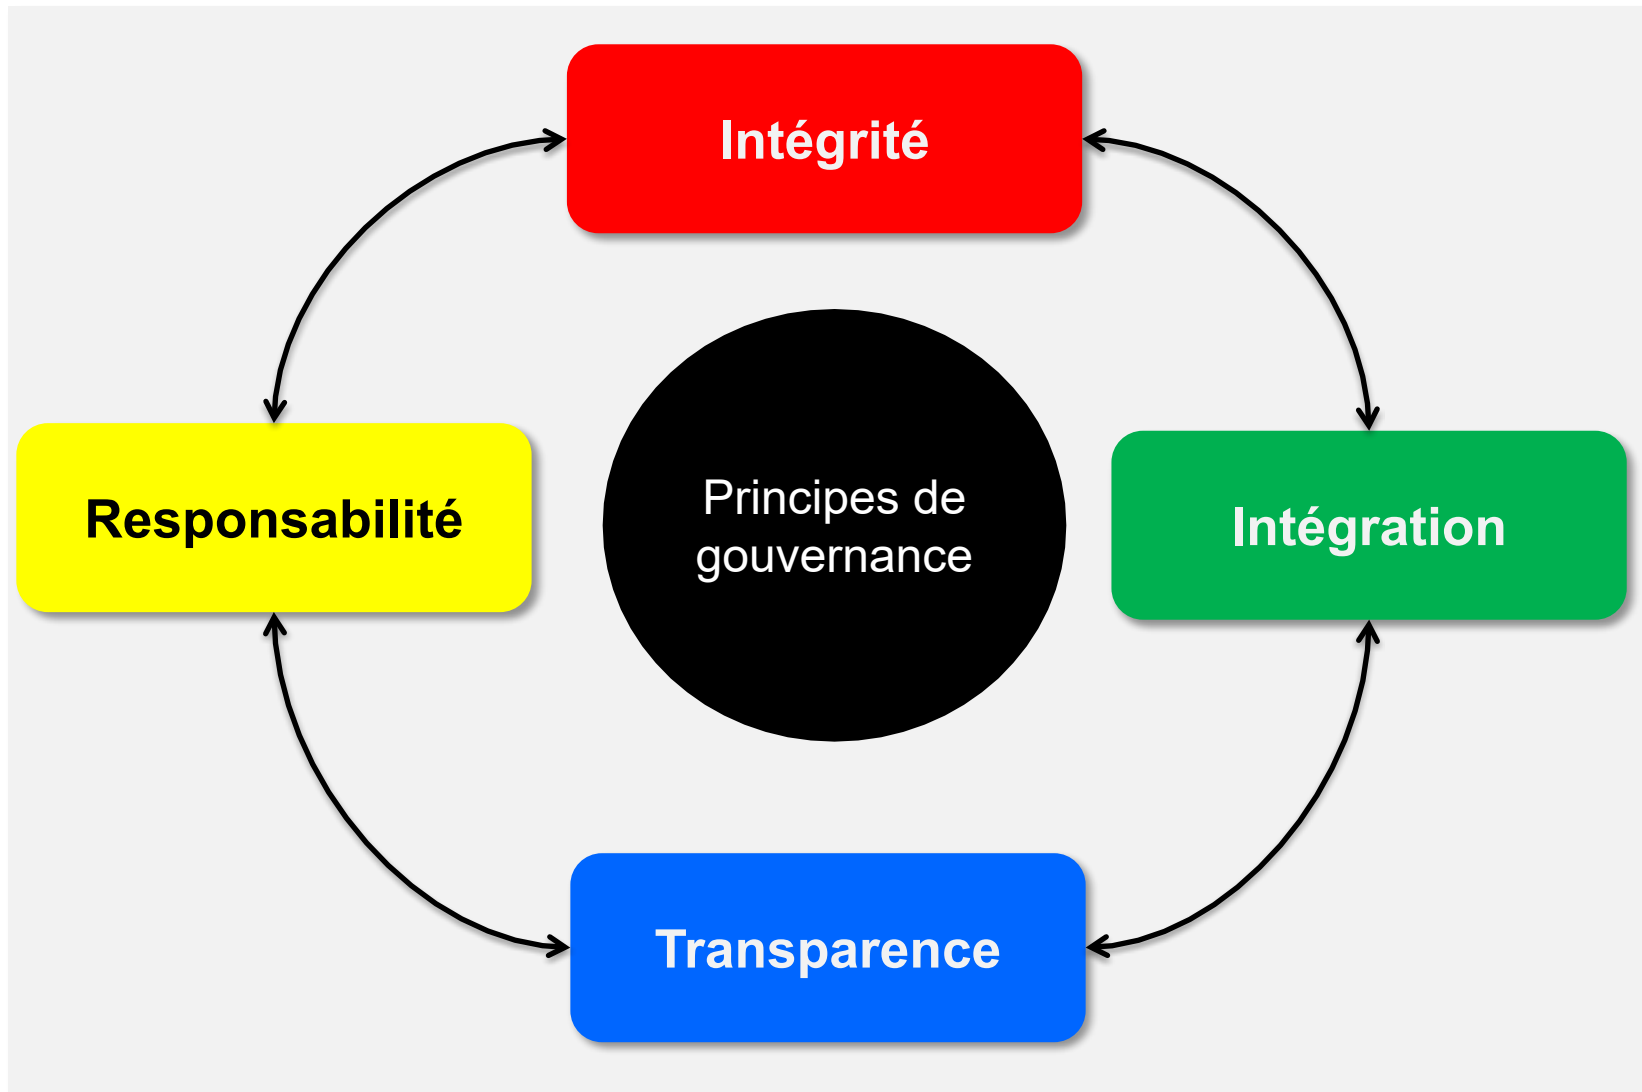 Intégrité
Responsabilité
Principes de
gouvernance
Intégration
Transparence